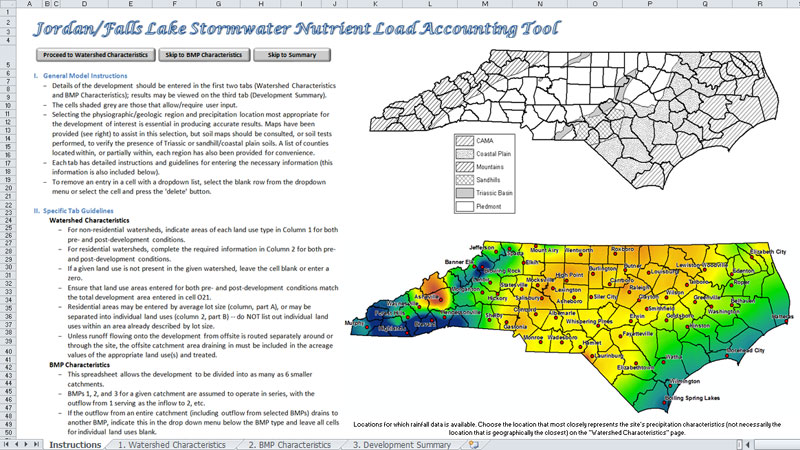 A B C D E F G H I J K L M N O P Q R
Jordan/Falls Lake Stormwater Nutrient Load Accounting Tool
Proceed to Watershed Characteristics Skip to BMP Characteristics Skip to Summary
I. General Model Instructions
– Details of the development should be entered in the first two tabs (Watershed Characteristics
and BMP Characteristics); results may be viewed on the third tab (Development Summary).
– The cells shaded grey are those that allow/require user input.
– Selecting the physiographic/geologic region and precipitation location most appropriate for
the development of interest is essential in producing accurate results. Maps have been
provided (see right) to assist in this selection, but soil maps should be consulted, or soil tests
performed, to verify the presence of Triassic or sandhill/coastal plain soils. A list of counties
located within, or partially within, each region has also been provided for convenience.
– Each tab has detailed instructions and guidelines for entering the necessary information (this
information is also included below).
– To remove an entry in a cell with a dropdown list, select the blank row from the dropdown
menu or select the cell and press the 'delete' button.
II. Specific Tab Guidelines
Watershed Characteristics
– For non-residential watersheds, indicate areas of each land use type in Column 1 for both
pre- and post-development conditions.
– For residential watersheds, complete the required information in Column 2 for both pre-
and post-development conditions.
– If a given land use is not present in the given watershed, leave the cell blank or enter a
zero.
– Ensure that land use areas entered for both pre- and post-development conditions match
the total development area entered in cell O21.
– Residential areas may be entered by average lot size (column, part A), or may be
separated into individual land uses (column 2, part B) -- do NOT list out individual land
uses within an area already described by lot size.
– Unless runoff flowing onto the development from offsite is routed separately around or
through the site, the offsite catchment area draining in must be included in the acreage
values of the appropriate land use(s) and treated.
BMP Characteristics
– This spreadsheet allows the development to be divided into as many as 6 smaller
catchments.
– BMPs 1, 2, and 3 for a given catchment are assumed to operate in series, with the
outflow from 1 serving as the inflow to 2, etc.
– If the outflow from an entire catchment (including outflow from selected BMPs) drains to
another BMP, indicate this in the drop down menu below the BMP type and leave all cells
for individual land uses blank.
CAMA
Coastal Plain
Mountains
Sandhills
Triassic Basin
Piedmont
Jefferson
Sparta
Mount Airy
Wentworth
Roxboro
Elizabeth City
Banner Elk
Blowing Rock
Elkin
Burlington
Butner
Louisburg
Lewiston Woodville
Edenton
High Point
Mocksville
Statesville
Lexington
Raleigh
Tarboro
Roper
Asheville
Hickory
Salisbury
Asheboro
Siler City
Clayton
Wilson
Greenville
Belhaven
Hendersonville
Shelby
Concord
Albemarle
Smithfield
Goldsboro
Washington
Murphy
Highlands
Brevard
Gastonia
Whispering Pines
Erwin
Kinston
Hatteras
Monroe
Wadesboro
Hamlet
Fayetteville
Laurinburg
Wallace
Morehead City
Elizabethtown
Wilmington
Boiling Spring Lakes
Locations for which rainfall data is available. Choose the location that most closely represents the site's precipitation characteristics (not necessarily the
location that is geographically the closest) on the "Watershed Characteristics" page.
Instructions 1. Watershed Characteristics 2. BMP Characteristics 3. Development Summary